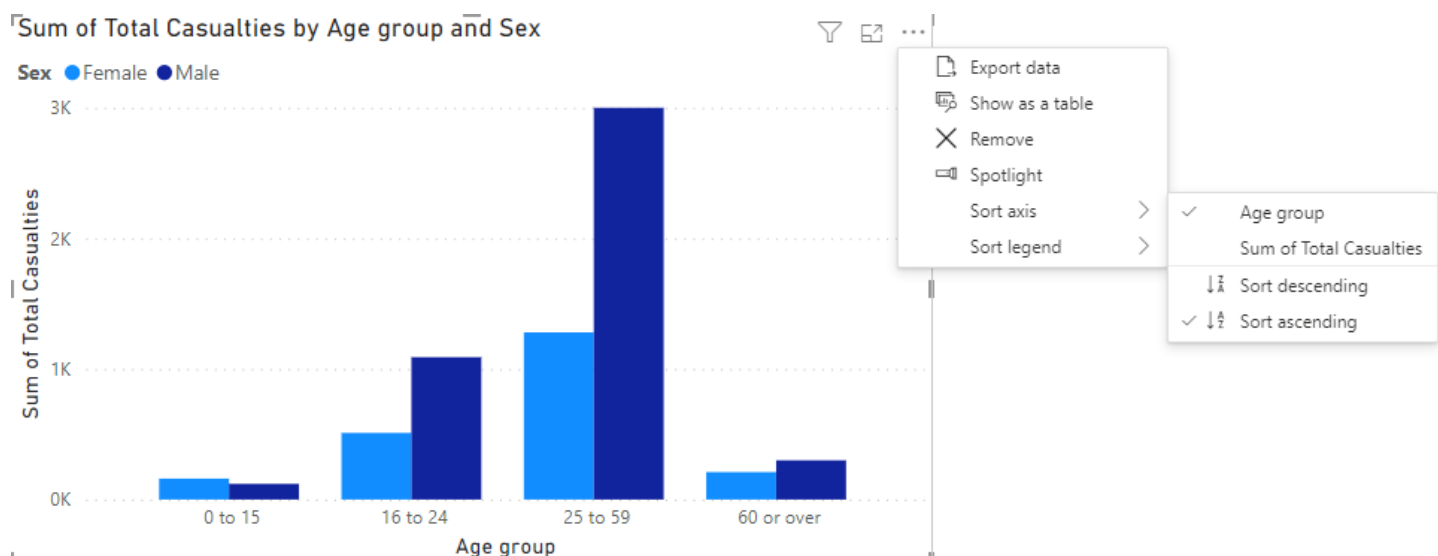 Sum of Total Casualties by Age group and Sex
Sex Female Male
3K
2K
1K
0K
Sum of Total Casualties
0 to 15 16 to 24 25 to 59 60 or over
Age group
Export data
Show as a table
Remove
Spotlight
Sort axis
Sort legend
Age group
Sum of Total Casualties
Sort descending
Sort ascending